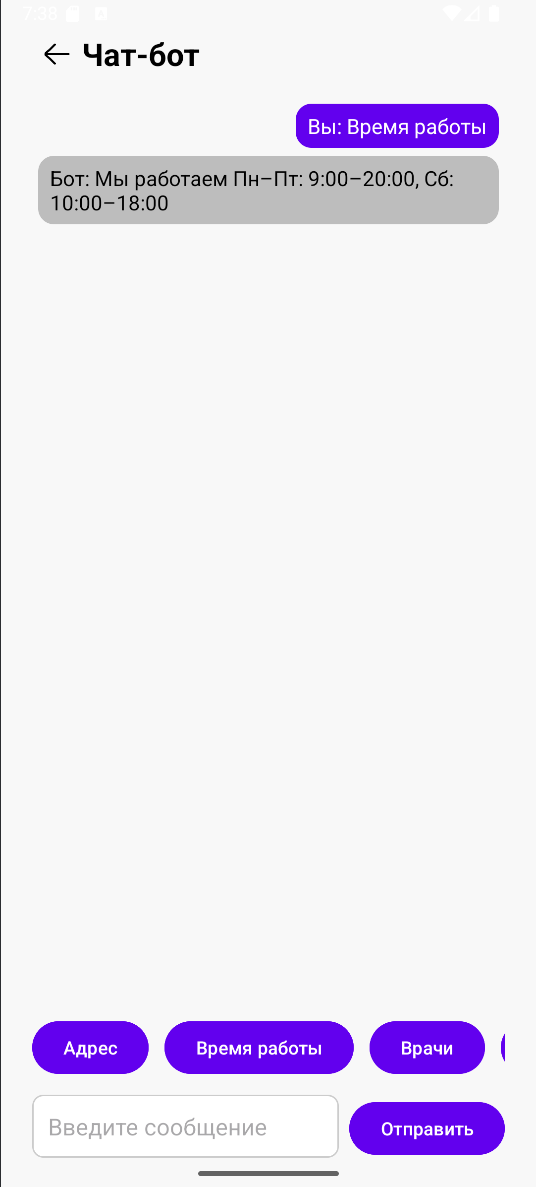 7:38
Чат-бот
Вы: Время работы
Бот: Мы работаем Пн–Пт: 9:00–20:00, Сб:
10:00–18:00
Адрес
Время работы
Врачи
Введите сообщение
Отправить